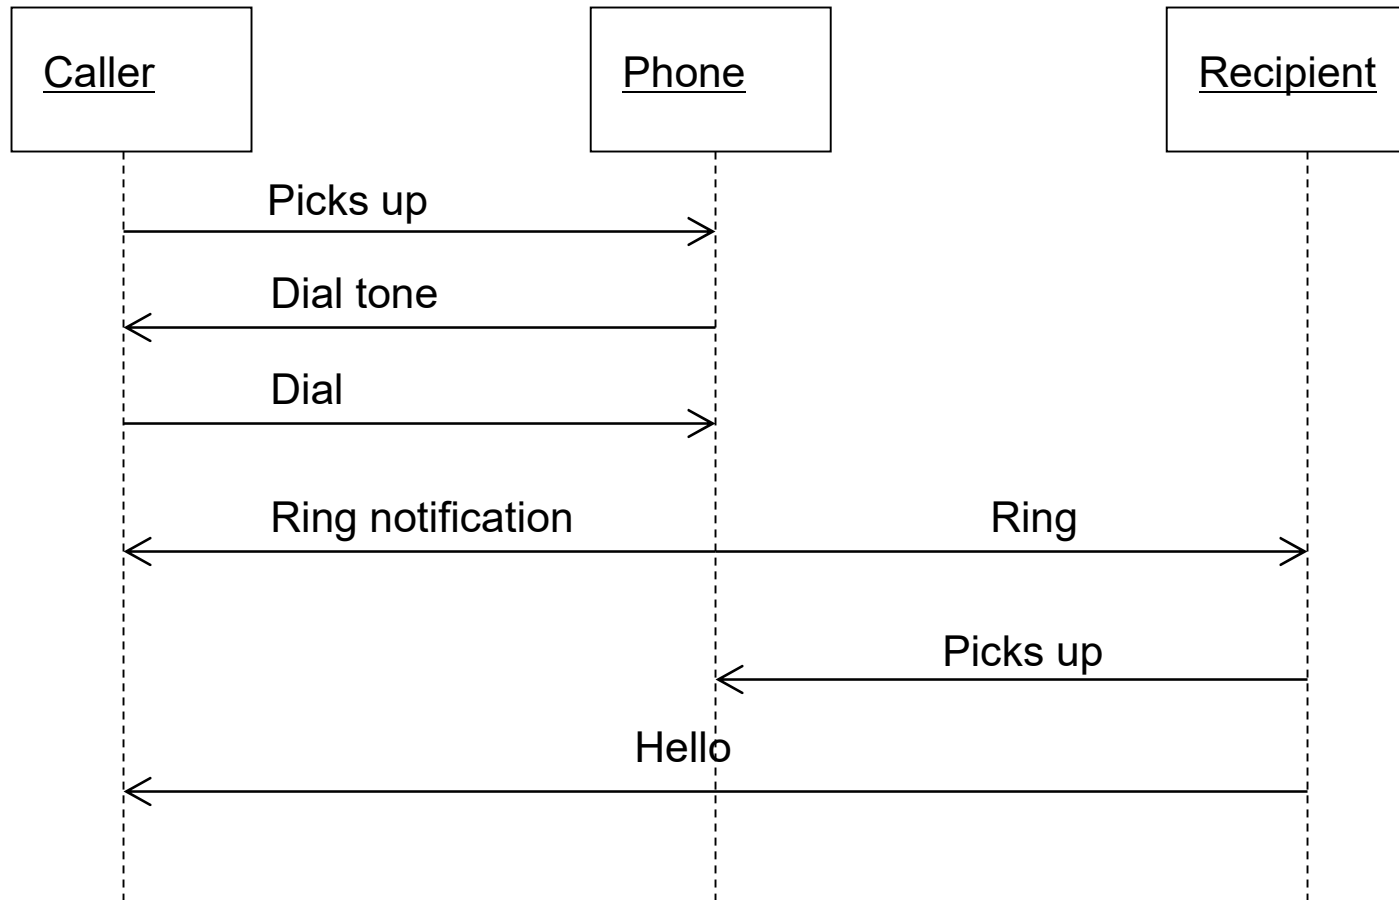 Caller
Phone
Recipient
Picks up
Dial tone
Dial
Ring notification
Ring
Picks up
Hello